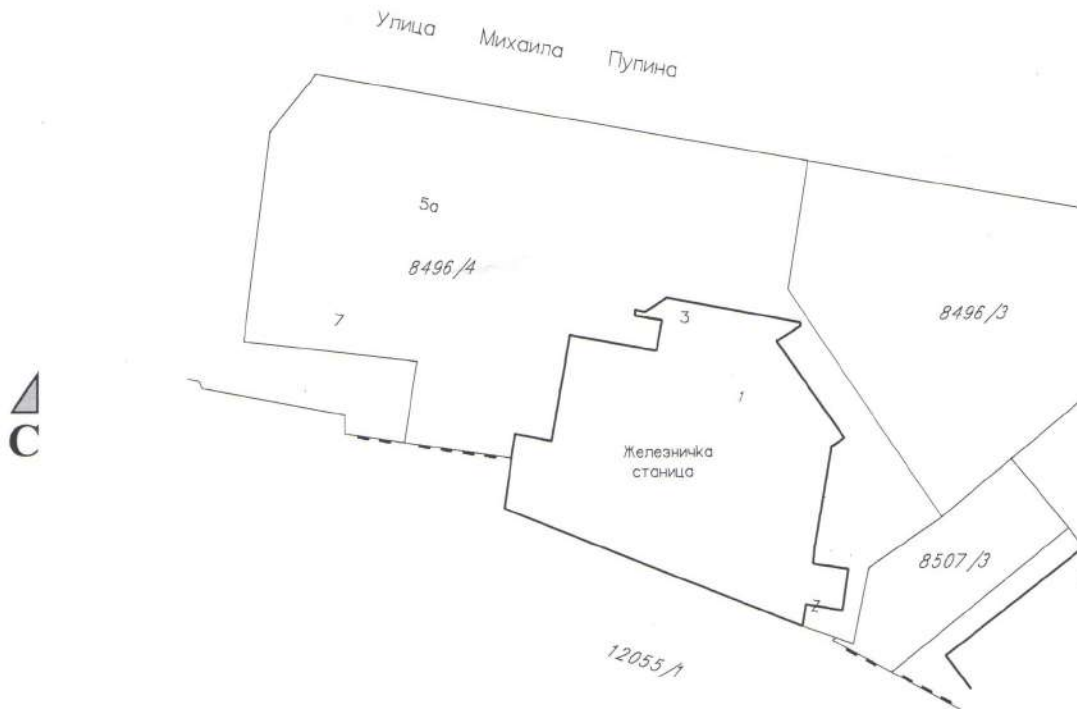 Улица Михаила Пупина
5а
8496/4
8496/3
7
3
1
С
Железничка
станица
8507/3
2
12055/1